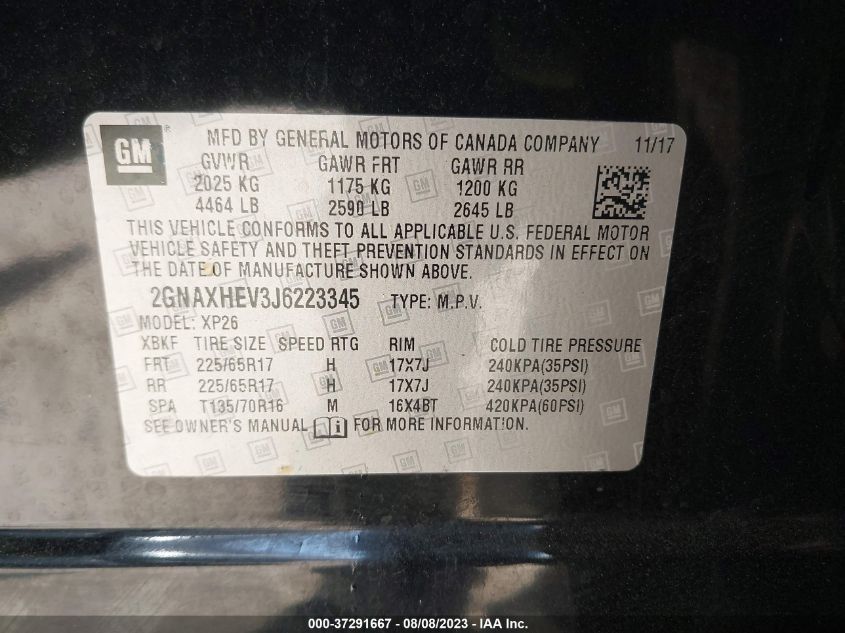 GM ® MFD BY GENERAL MOTORS OF CANADA COMPANY 11/17
GVWR GAWR FRT GAWR RR
2025 KG 1175 KG 1200 KG
4464 LB 2590 LB 2645 LB
THIS VEHICLE CONFORMS TO ALL APPLICABLE U.S. FEDERAL MOTOR
VEHICLE SAFETY AND THEFT PREVENTION STANDARDS IN EFFECT ON
THE DATE OF MANUFACTURE SHOWN ABOVE.
2GNAXHEV3J6223345 TYPE: M.P.V.
MODEL: XP26
XBKF TIRE SIZE SPEED RTG RIM COLD TIRE PRESSURE
FRT 225/65R17 H 17X7J 240KPA(35PSI)
RR 225/65R17 H 17X7J 240KPA(35PSI)
SPA T135/70R16 M 16X4BT 420KPA(60PSI)
SEE OWNER'S MANUAL i FOR MORE INFORMATION.
000-37291667 - 08/08/2023 - IAA Inc.